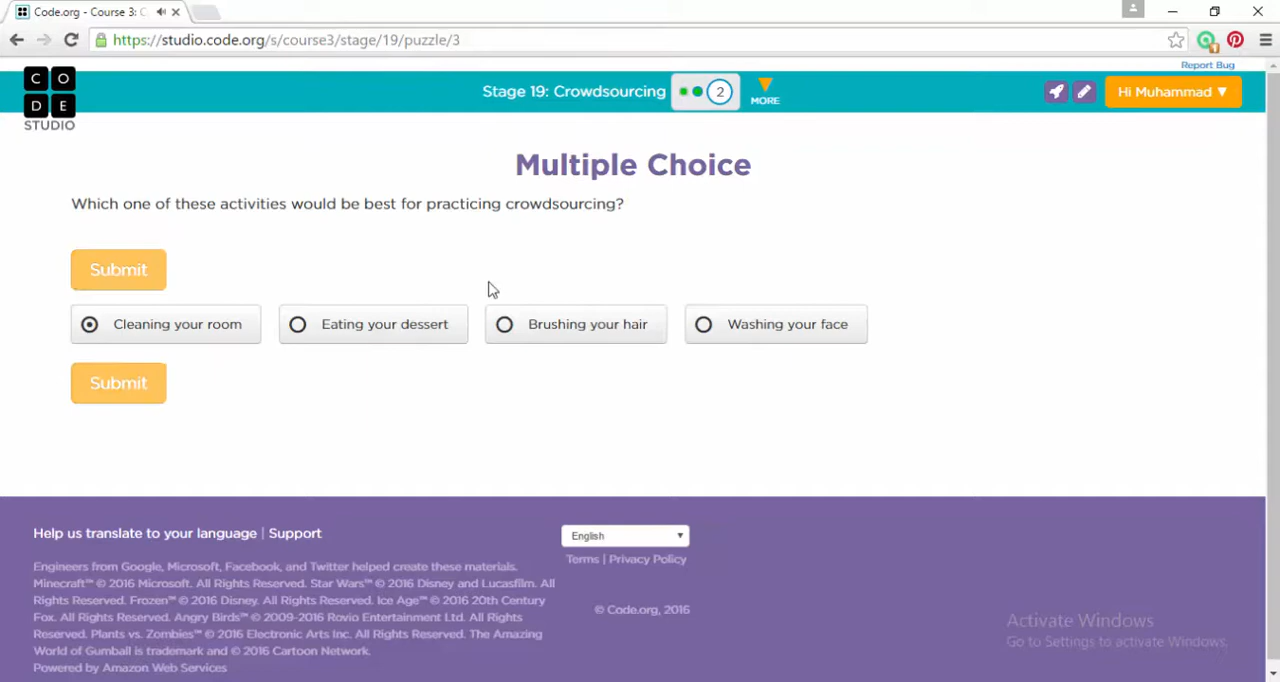 Code.org - Course 3: C
https://studio.code.org/s/course3/stage/19/puzzle/3
Report Bug
C O
D E
STUDIO
Stage 19: Crowdsourcing
2
MORE
Hi Muhammad ▼
Multiple Choice
Which one of these activities would be best for practicing crowdsourcing?
Submit
Cleaning your room
Eating your dessert
Brushing your hair
Washing your face
Submit
Help us translate to your language | Support
English
Terms | Privacy Policy
Engineers from Google, Microsoft, Facebook, and Twitter helped create these materials.
Minecraft™ © 2016 Microsoft. All Rights Reserved. Star Wars™ © 2016 Disney and Lucasfilm. All
Rights Reserved. Frozen™ © 2016 Disney. All Rights Reserved. Ice Age™ © 2016 20th Century
Fox. All Rights Reserved. Angry Birds™ © 2009-2016 Rovio Entertainment Ltd. All Rights
Reserved. Plants vs. Zombies™ © 2016 Electronic Arts Inc. All Rights Reserved. The Amazing
World of Gumball is trademark and © 2016 Cartoon Network.
Powered by Amazon Web Services
© Code.org, 2016
Activate Windows
Go to Settings to activate Windows.